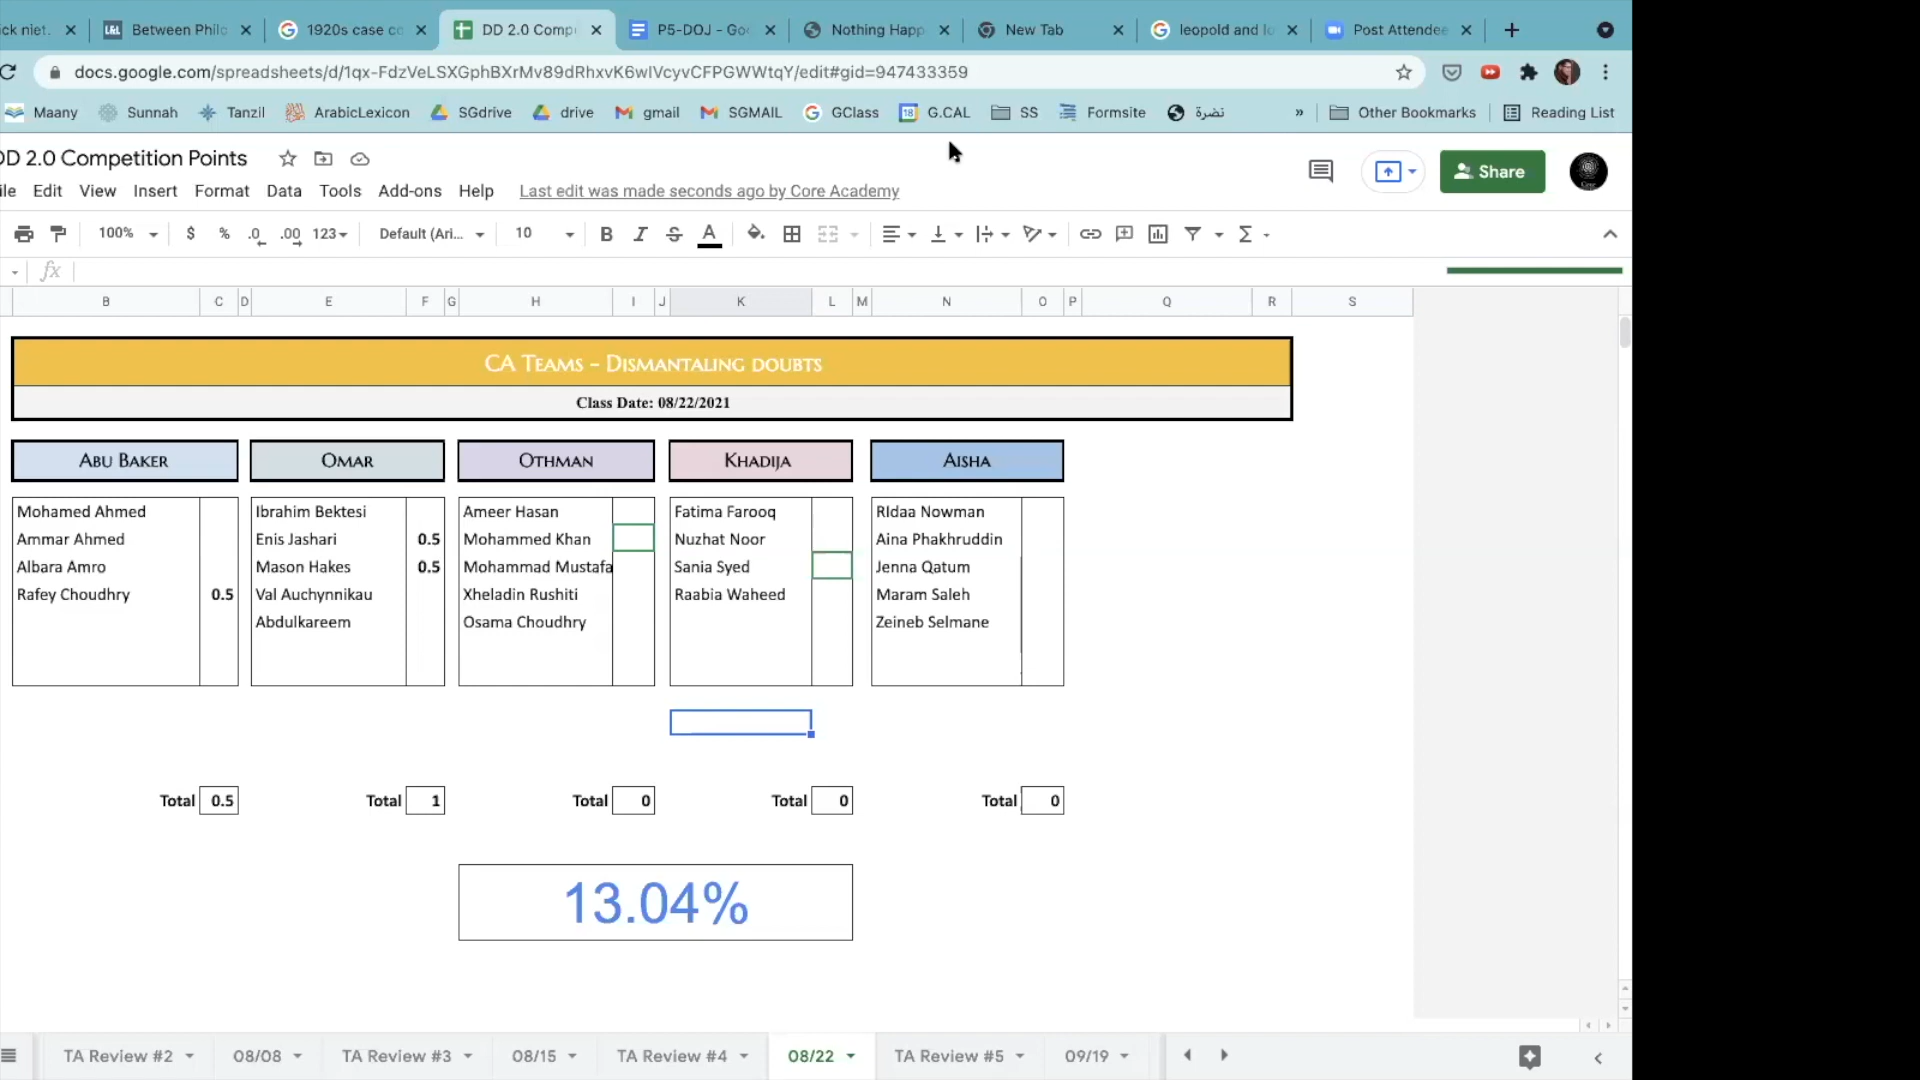 ck niet.
Between Philo
1920s case co
DD 2.0 Comp
P5-DOJ - Goo
Nothing Happ
New Tab
leopold and lo
Post Attendee
docs.google.com/spreadsheets/d/1qx-FdzVeLSXGphBXrMv89dRhxvK6wIVcyvCFPGWWtqY/edit#gid=947433359
Maany
Sunnah
Tanzil
ArabicLexicon
SGdrive
drive
gmail
SGMAIL
GClass
G.CAL
SS
Formsite
نضرة
»
Other Bookmarks
Reading List
DD 2.0 Competition Points
ile Edit View Insert Format Data Tools Add-ons Help
Last edit was made seconds ago by Core Academy
Share
100% $ % .0 .00 123 Default (Ari... 10 B I S A
fx
B C D E F G H I J K L M N O P Q R S
CA Teams - Dismantaling doubts
Class Date: 08/22/2021
Abu Baker Omar Othman Khadija Aisha
Mohamed Ahmed Ibrahim Bektesi Ameer Hasan Fatima Farooq RIdaa Nowman
Ammar Ahmed Enis Jashari 0.5 Mohammed Khan Nuzhat Noor Aina Phakhruddin
Albara Amro Mason Hakes 0.5 Mohammad Mustafa Sania Syed Jenna Qatum
Rafey Choudhry 0.5 Val Auchynnikau Xheladin Rushiti Raabia Waheed Maram Saleh
Abdulkareem Osama Choudhry Zeineb Selmane
Total 0.5 Total 1 Total 0 Total 0 Total 0
13.04%
TA Review #2 08/08 TA Review #3 08/15 TA Review #4 08/22 TA Review #5 09/19